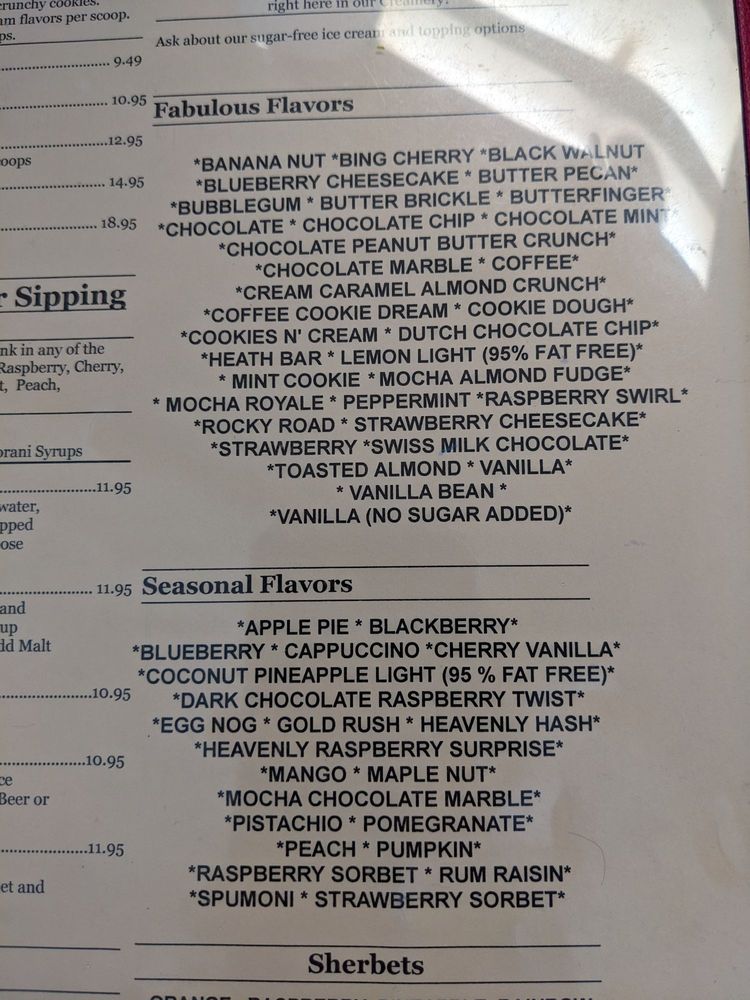 crunchy cookies.
am flavors per scoop.
ps.
9.49
10.95
12.95
coops
14.95
18.95
r Sipping
nk in any of the
Raspberry, Cherry,
t, Peach,
orani Syrups
11.95
water,
pped
ose
11.95
and
up
dd Malt
10.95
10.95
ce
Beer or
11.95
et and
right here in our Creamery!
Ask about our sugar-free ice cream and topping options
Fabulous Flavors
*BANANA NUT *BING CHERRY *BLACK WALNUT
*BLUEBERRY CHEESECAKE * BUTTER PECAN*
*BUBBLEGUM * BUTTER BRICKLE * BUTTERFINGER*
*CHOCOLATE * CHOCOLATE CHIP * CHOCOLATE MINT*
*CHOCOLATE PEANUT BUTTER CRUNCH*
*CHOCOLATE MARBLE * COFFEE*
*CREAM CARAMEL ALMOND CRUNCH*
*COFFEE COOKIE DREAM * COOKIE DOUGH*
*COOKIES N' CREAM * DUTCH CHOCOLATE CHIP*
*HEATH BAR * LEMON LIGHT (95% FAT FREE)*
* MINT COOKIE * MOCHA ALMOND FUDGE*
* MOCHA ROYALE * PEPPERMINT *RASPBERRY SWIRL*
*ROCKY ROAD * STRAWBERRY CHEESECAKE*
*STRAWBERRY *SWISS MILK CHOCOLATE*
*TOASTED ALMOND * VANILLA*
* VANILLA BEAN *
*VANILLA (NO SUGAR ADDED)*
Seasonal Flavors
*APPLE PIE * BLACKBERRY*
*BLUEBERRY * CAPPUCCINO *CHERRY VANILLA*
*COCONUT PINEAPPLE LIGHT (95 % FAT FREE)*
*DARK CHOCOLATE RASPBERRY TWIST*
*EGG NOG * GOLD RUSH * HEAVENLY HASH*
*HEAVENLY RASPBERRY SURPRISE*
*MANGO * MAPLE NUT*
*MOCHA CHOCOLATE MARBLE*
*PISTACHIO * POMEGRANATE*
*PEACH * PUMPKIN*
*RASPBERRY SORBET * RUM RAISIN*
*SPUMONI * STRAWBERRY SORBET*
Sherbets